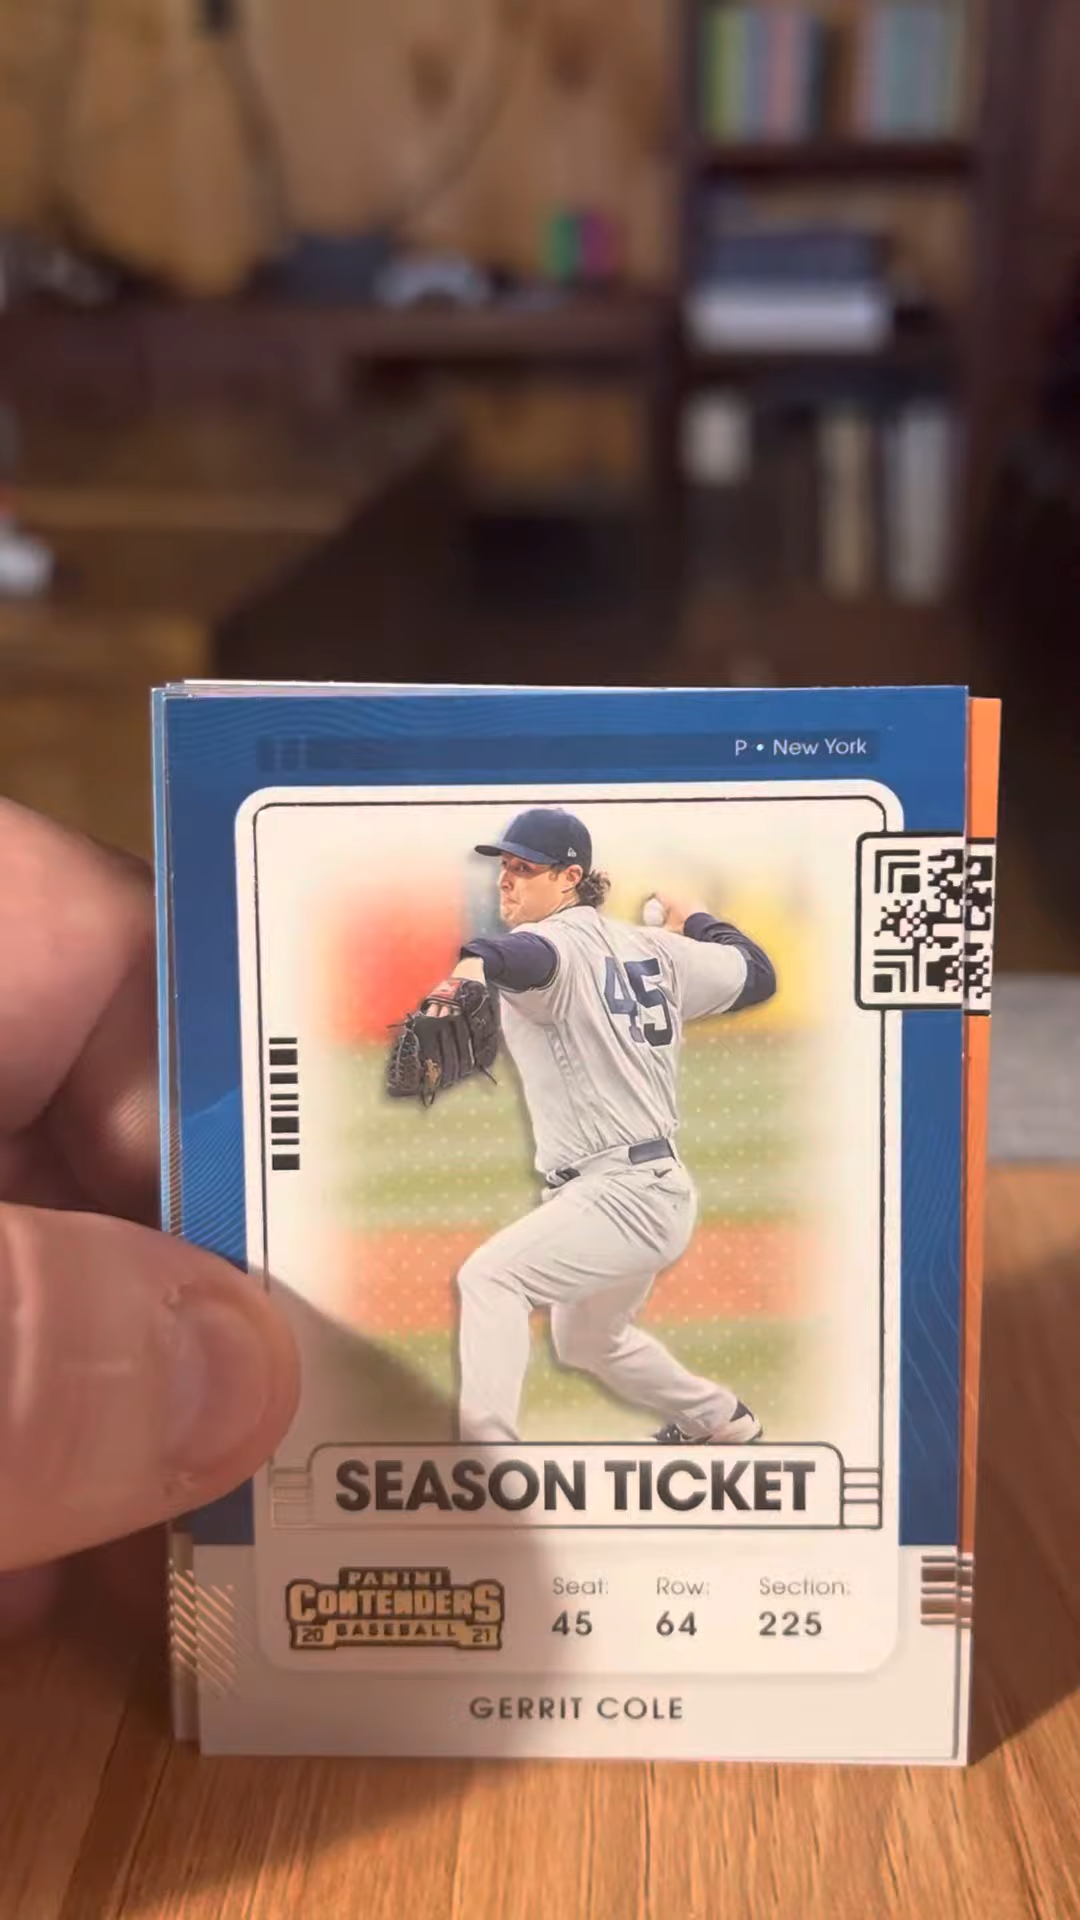 P • New York
45
SEASON TICKET
PANINI
CONTENDERS
20 BASEBALL 21
Seat: Row: Section:
45 64 225
GERRIT COLE